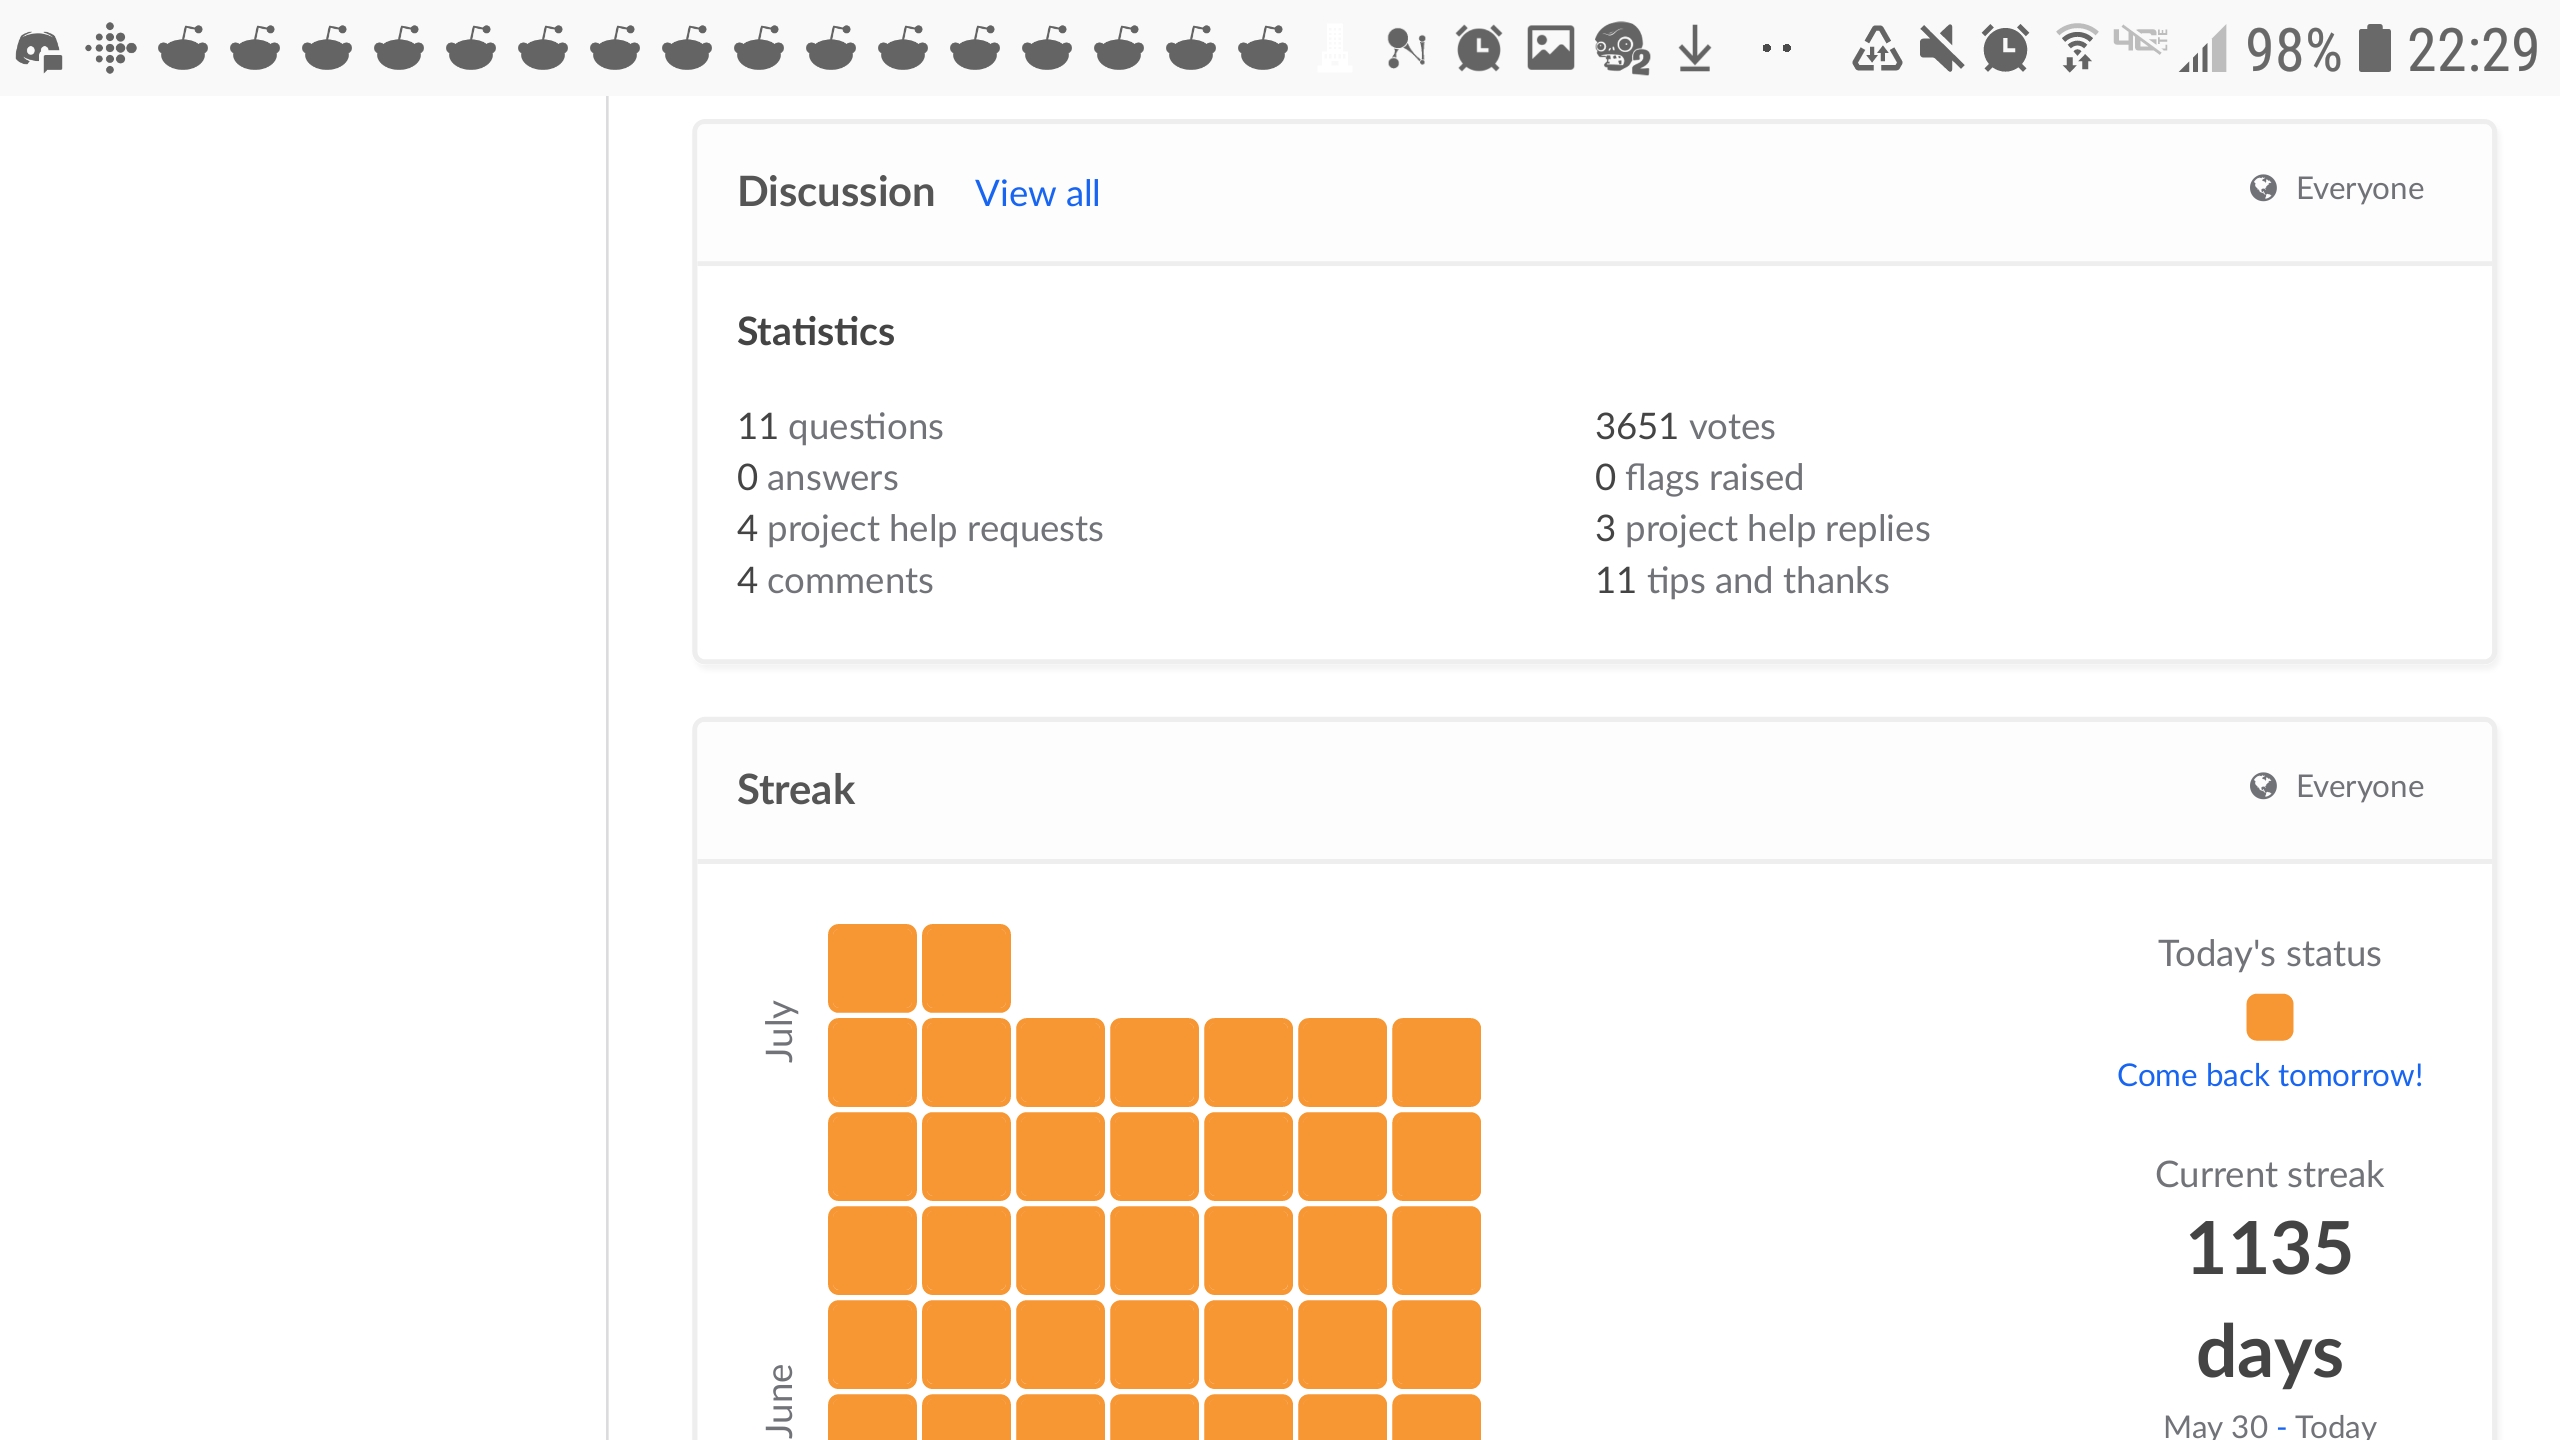 98% 22:29
Discussion View all Everyone
Statistics
11 questions
0 answers
4 project help requests
4 comments
3651 votes
0 flags raised
3 project help replies
11 tips and thanks
Streak Everyone
July
June
Today's status
Come back tomorrow!
Current streak
1135
days
May 30 - Today